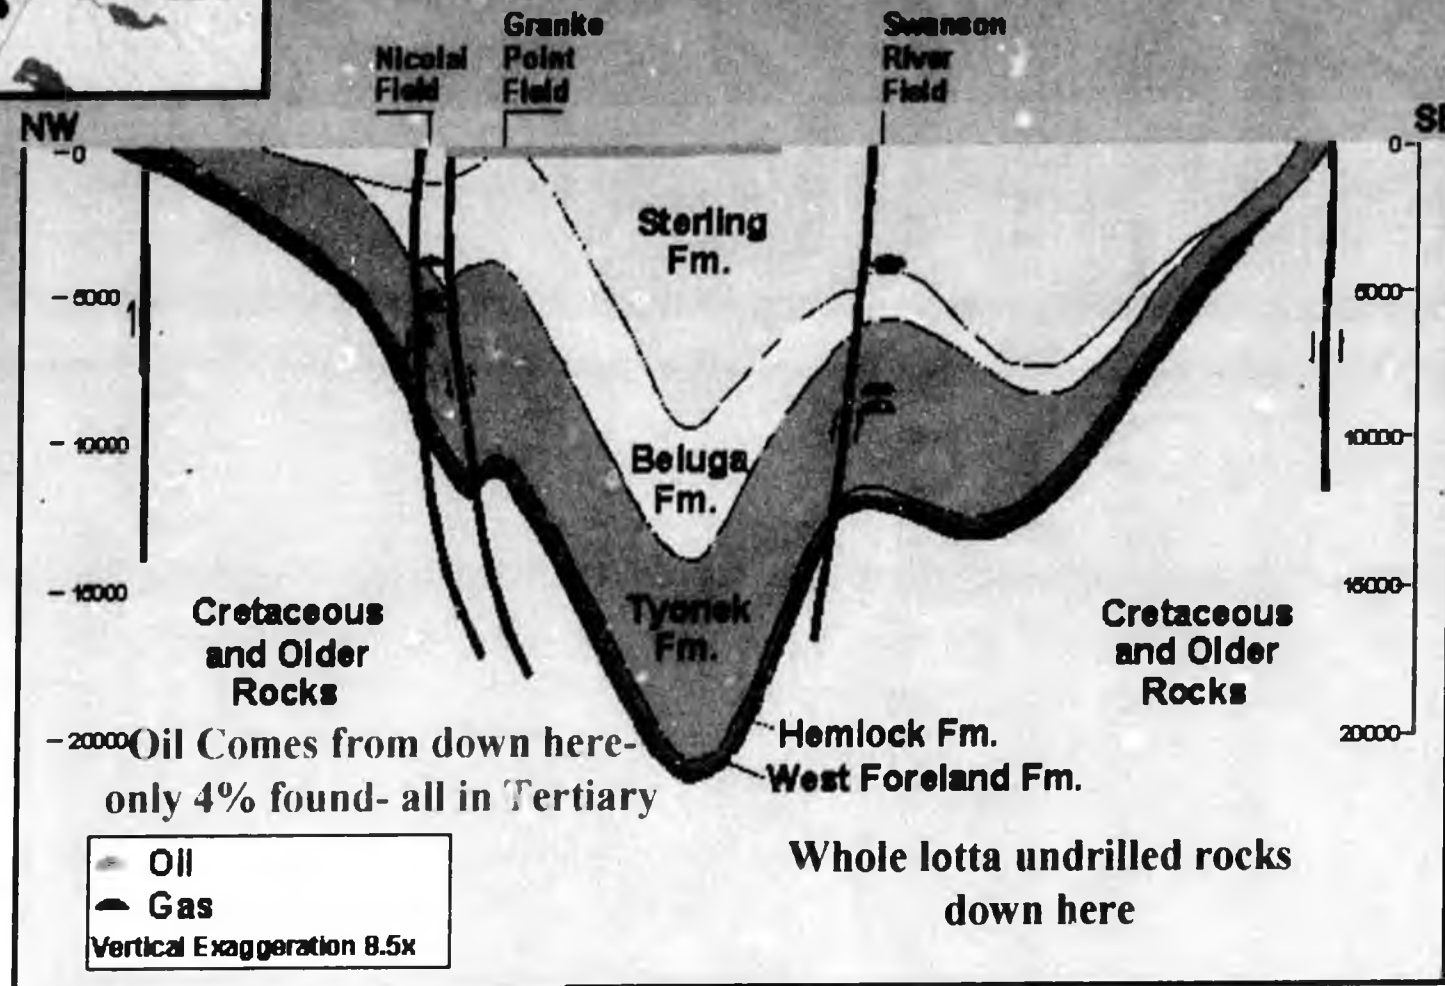 Granke
Point
Field
Nicolai
Field
Swanson
River
Field
NW
0
0
5000
5000
10000
10000
15000
15000
20000
20000
Sterling
Fm.
Beluga
Fm.
Tyonek
Fm.
Cretaceous
and Older
Rocks
Cretaceous
and Older
Rocks
Hemlock Fm.
West Foreland Fm.
Oil Comes from down here-
only 4% found- all in Tertiary
Whole lotta undrilled rocks
down here
Oil
Gas
Vertical Exaggeration 8.5x